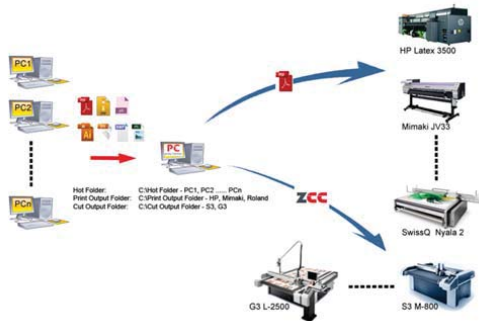 PC1
PC2
PCn
PC
Ai
Hot Folder: C:\Hot Folder - PC1, PC2 ...... PCn
Print Output Folder: C:\Print Output Folder - HP, Mimaki, Roland
Cut Output Folder: C:\Cut Output Folder - S3, G3
ZCC
HP Latex 3500
Mimaki JV33
SwissQ Nyala 2
G3 L-2500
S3 M-800